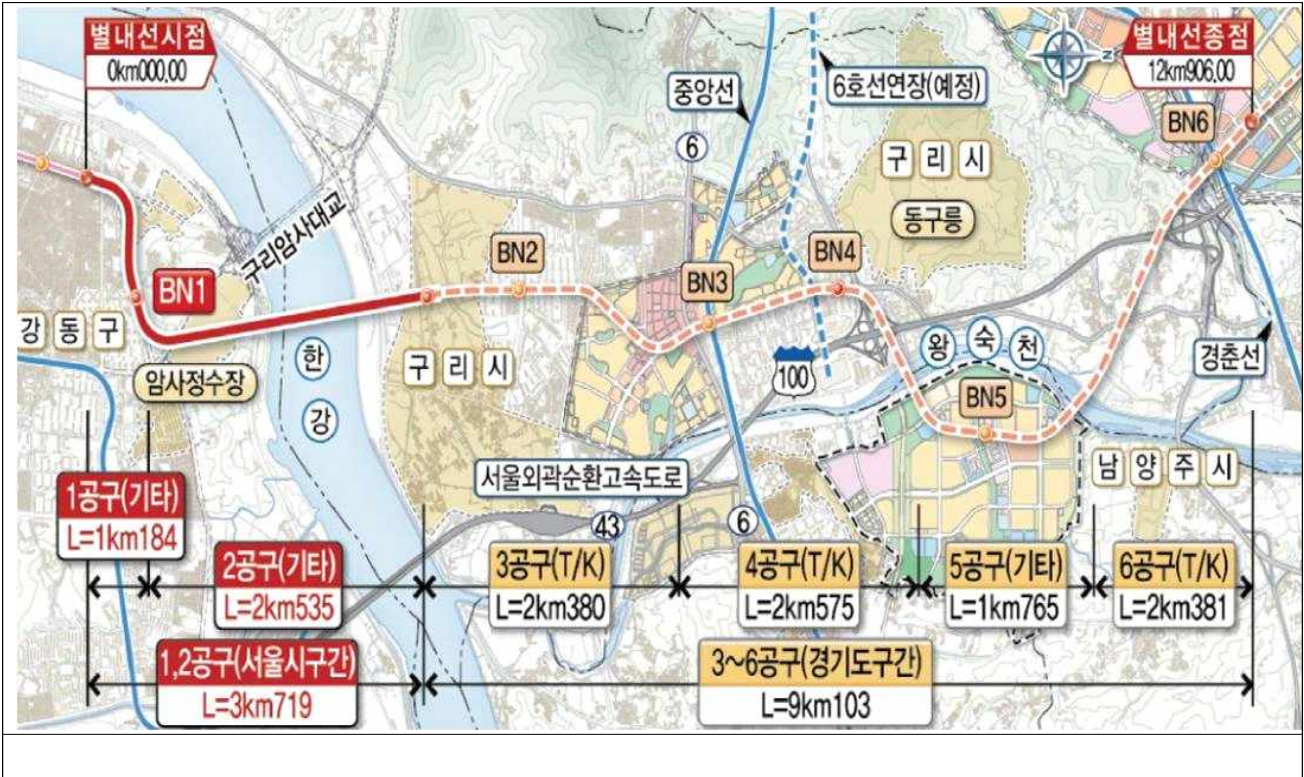 별내선시점
0km000.00
별내선종점
12km906.00
중앙선
6호선연장(예정)
6
BN6
구리시
동구릉
구리암사대교
BN2
BN4
BN3
BN1
강동구
한강
구리시
왕숙천
경춘선
암사정수장
100
BN5
서울외곽순환고속도로
남양주시
1공구(기타)
L=1km184
43
6
2공구(기타)
L=2km535
3공구(T/K)
L=2km380
4공구(T/K)
L=2km575
5공구(기타)
L=1km765
6공구(T/K)
L=2km381
1,2공구(서울시구간)
L=3km719
3~6공구(경기도구간)
L=9km103